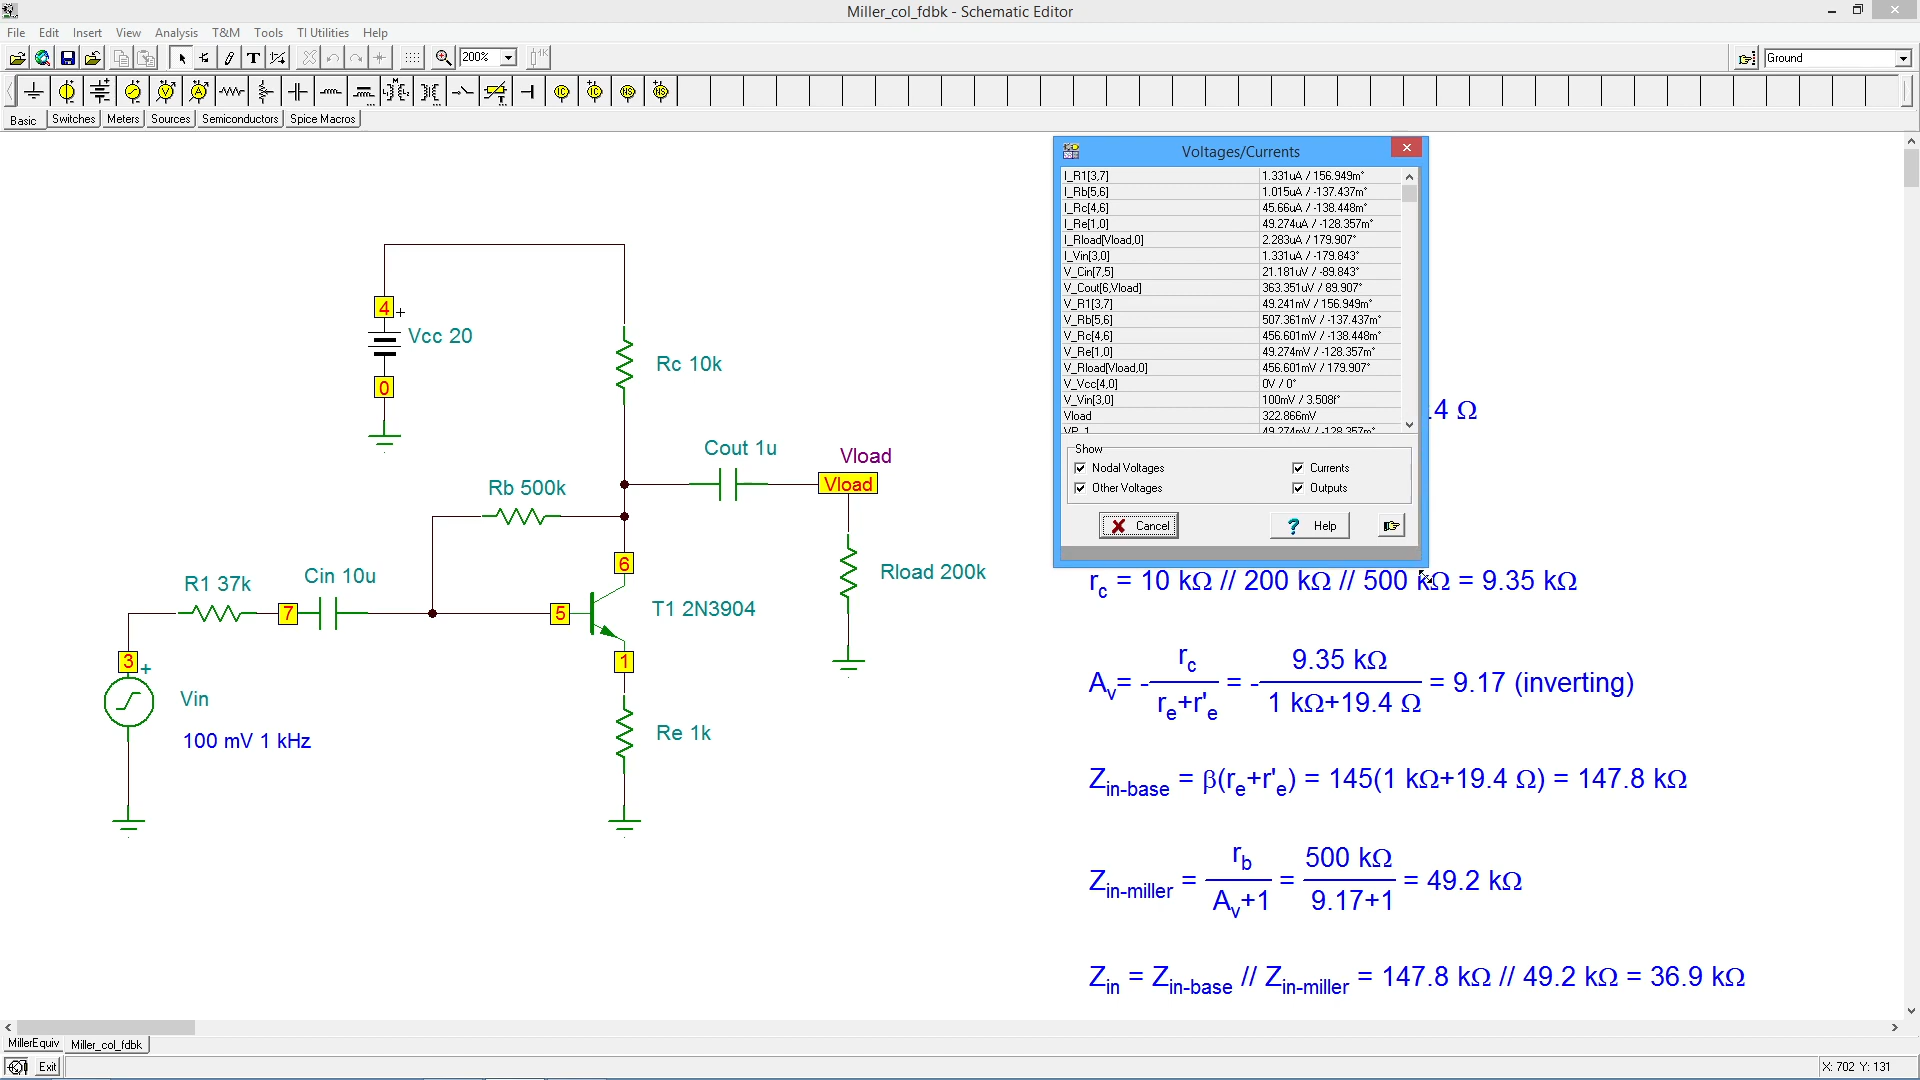 Miller_col_fdbk - Schematic Editor
File Edit Insert View Analysis T&M Tools TI Utilities Help
200%
Ground
Basic Switches Meters Sources Semiconductors Spice Macros
Voltages/Currents
I_R1[3,7] 1.331uA / 156.949m°
I_Rb[5,6] 1.015uA / -137.437m°
I_Rc[4,6] 45.66uA / -138.448m°
I_Re[1,0] 49.274uA / -128.357m°
I_Rload[Vload,0] 2.283uA / 179.907°
I_Vin[3,0] 1.331uA / -179.843°
V_Cin[7,5] 21.181uV / -89.843°
V_Cout[6,Vload] 363.351uV / 89.907°
V_R1[3,7] 49.241mV / 156.949m°
V_Rb[5,6] 507.361mV / -137.437m°
V_Rc[4,6] 456.601mV / -138.448m°
V_Re[1,0] 49.274mV / -128.357m°
V_Rload[Vload,0] 456.601mV / 179.907°
V_Vcc[4,0] 0V / 0°
V_Vin[3,0] 100mV / 3.508f°
Vload 322.866mV
VP_1 49.274mV / -128.357m°
Show
Nodal Voltages Currents
Other Voltages Outputs
Cancel Help
.4 Ω
4
+
Vcc 20
0
Rc 10k
Cout 1u
Vload
Vload
Rb 500k
6
R1 37k
Cin 10u
7
5
T1 2N3904
Rload 200k
3
+
1
Vin
100 mV 1 kHz
Re 1k
rc = 10 kΩ // 200 kΩ // 500 kΩ = 9.35 kΩ
Av= - rc / re+r'e = - 9.35 kΩ / 1 kΩ+19.4 Ω = 9.17 (inverting)
Zin-base = β(re+r'e) = 145(1 kΩ+19.4 Ω) = 147.8 kΩ
Zin-miller = rb / Av+1 = 500 kΩ / 9.17+1 = 49.2 kΩ
Zin = Zin-base // Zin-miller = 147.8 kΩ // 49.2 kΩ = 36.9 kΩ
MillerEquiv Miller_col_fdbk
Exit
X: 702 Y: 131